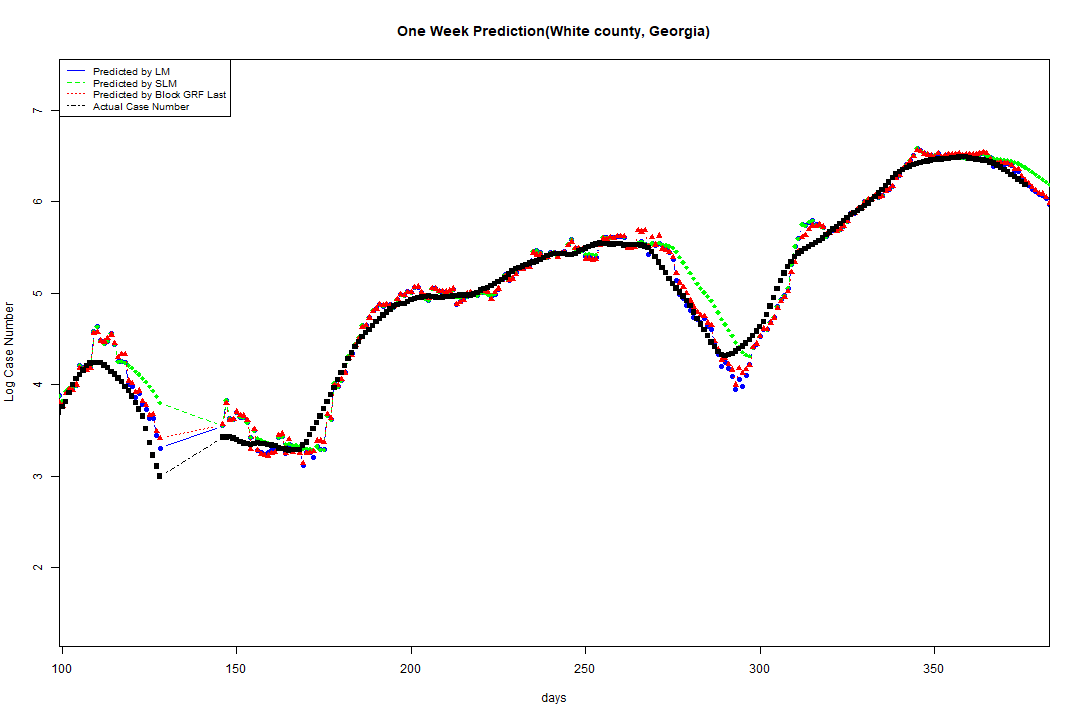 One Week Prediction(White county, Georgia)
Predicted by LM
Predicted by SLM
Predicted by Block GRF Last
Actual Case Number
7
6
5
4
3
2
Log Case Number
100 150 200 250 300 350
days